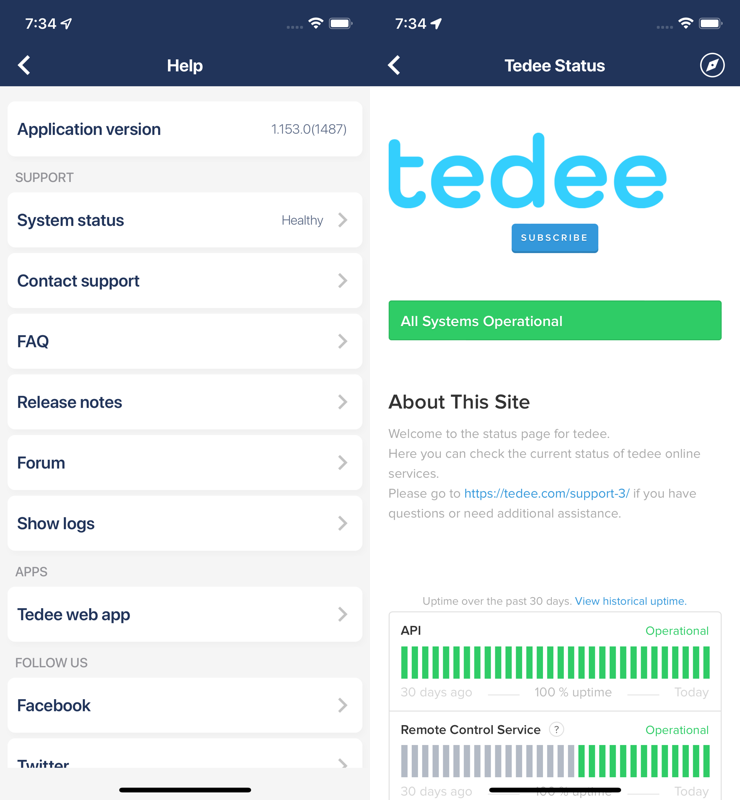 7:34
Help
Application version
1.153.0(1487)
SUPPORT
System status
Healthy
Contact support
FAQ
Release notes
Forum
Show logs
APPS
Tedee web app
FOLLOW US
Facebook
Twitter
7:34
Tedee Status
tedee
SUBSCRIBE
All Systems Operational
About This Site
Welcome to the status page for tedee.
Here you can check the current status of tedee online
services.
Please go to https://tedee.com/support-3/ if you have
questions or need additional assistance.
Uptime over the past 30 days. View historical uptime.
API
Operational
30 days ago
100 % uptime
Today
Remote Control Service ?
Operational
30 days ago
100 % uptime
Today